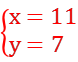 x = 11
y = 7